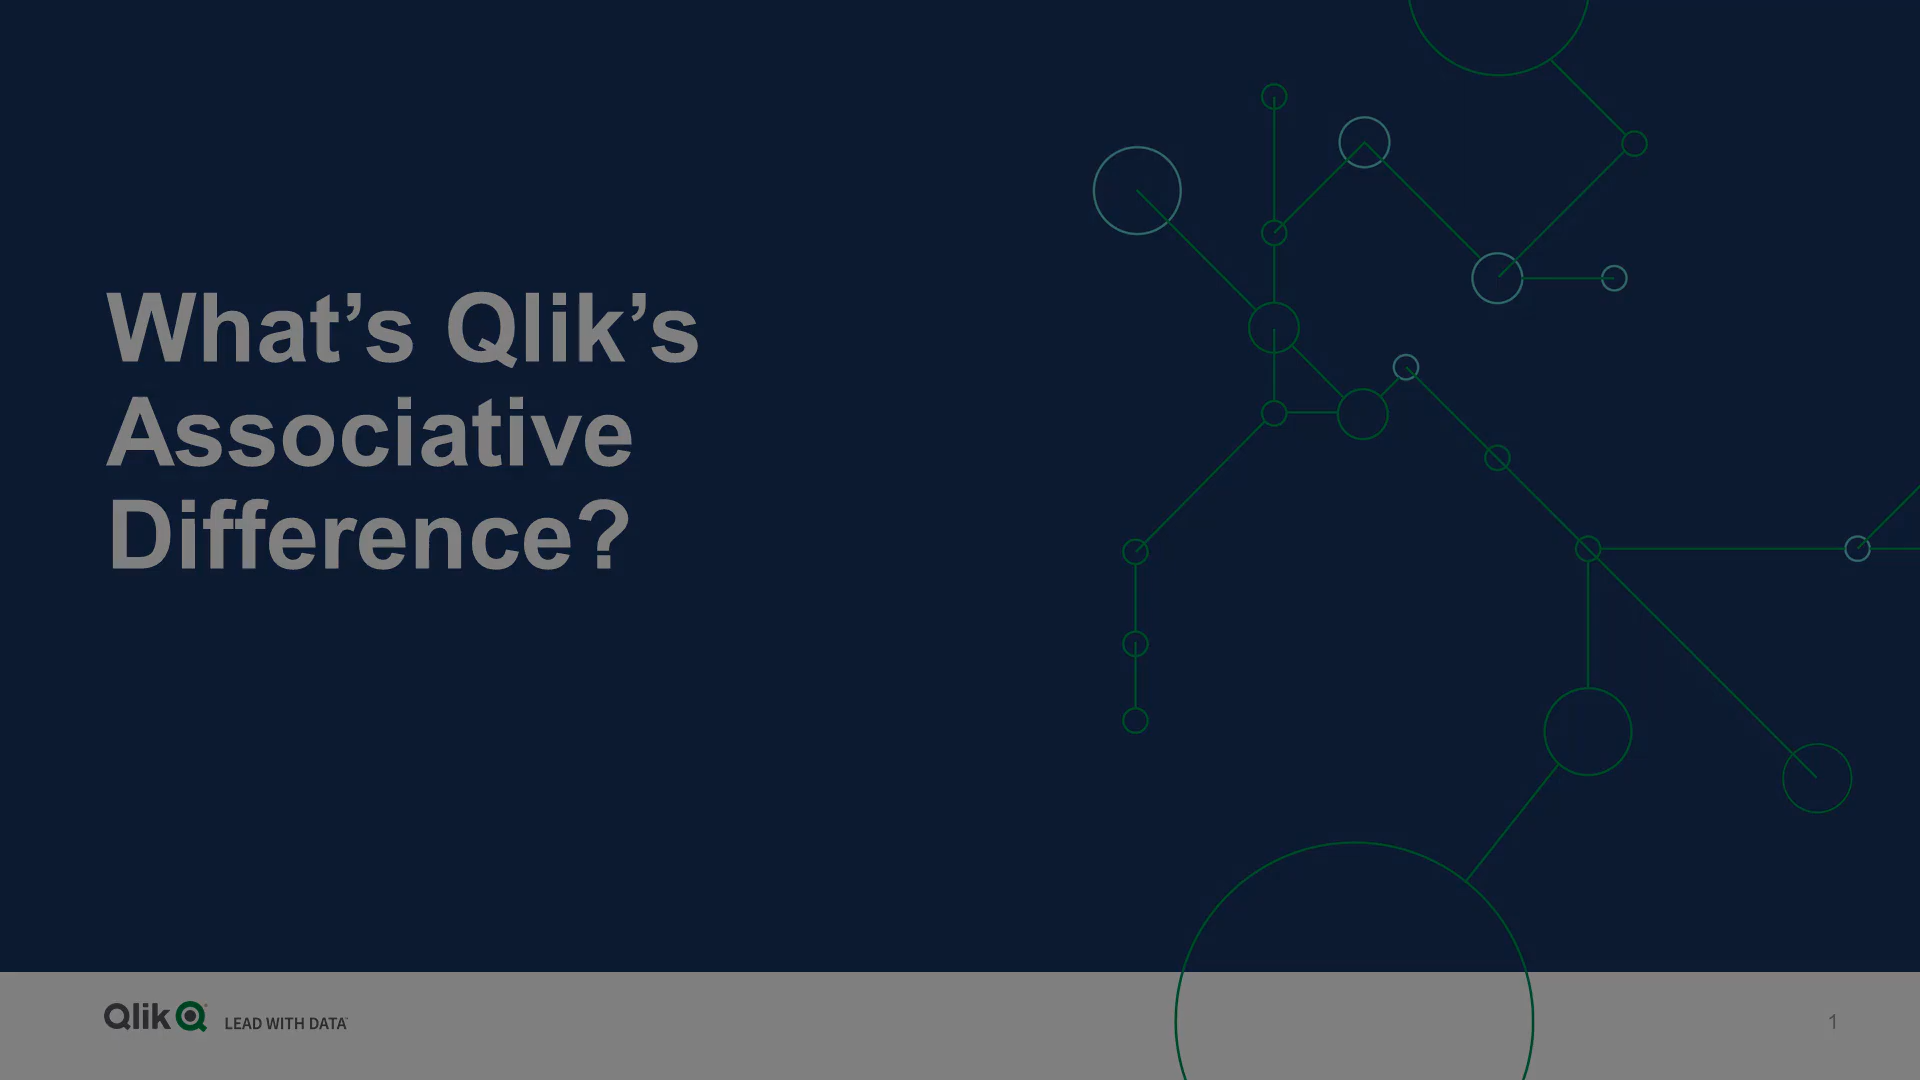 What’s Qlik’s
Associative
Difference?
Qlik LEAD WITH DATA
1